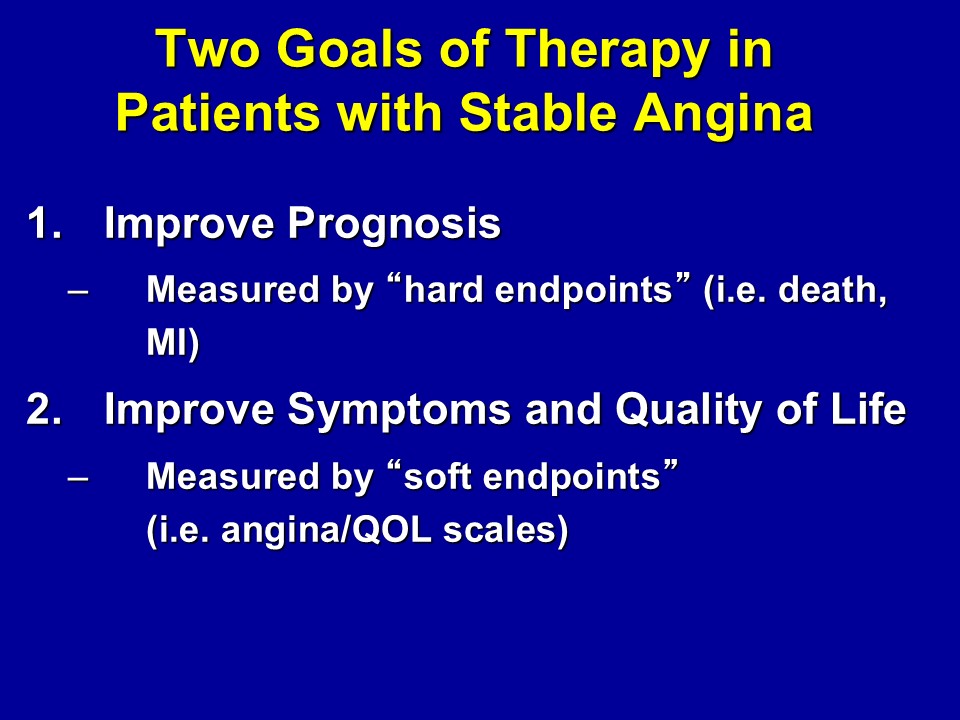 Two Goals of Therapy in
Patients with Stable Angina
1. Improve Prognosis
– Measured by “hard endpoints” (i.e. death,
MI)
2. Improve Symptoms and Quality of Life
– Measured by “soft endpoints”
(i.e. angina/QOL scales)